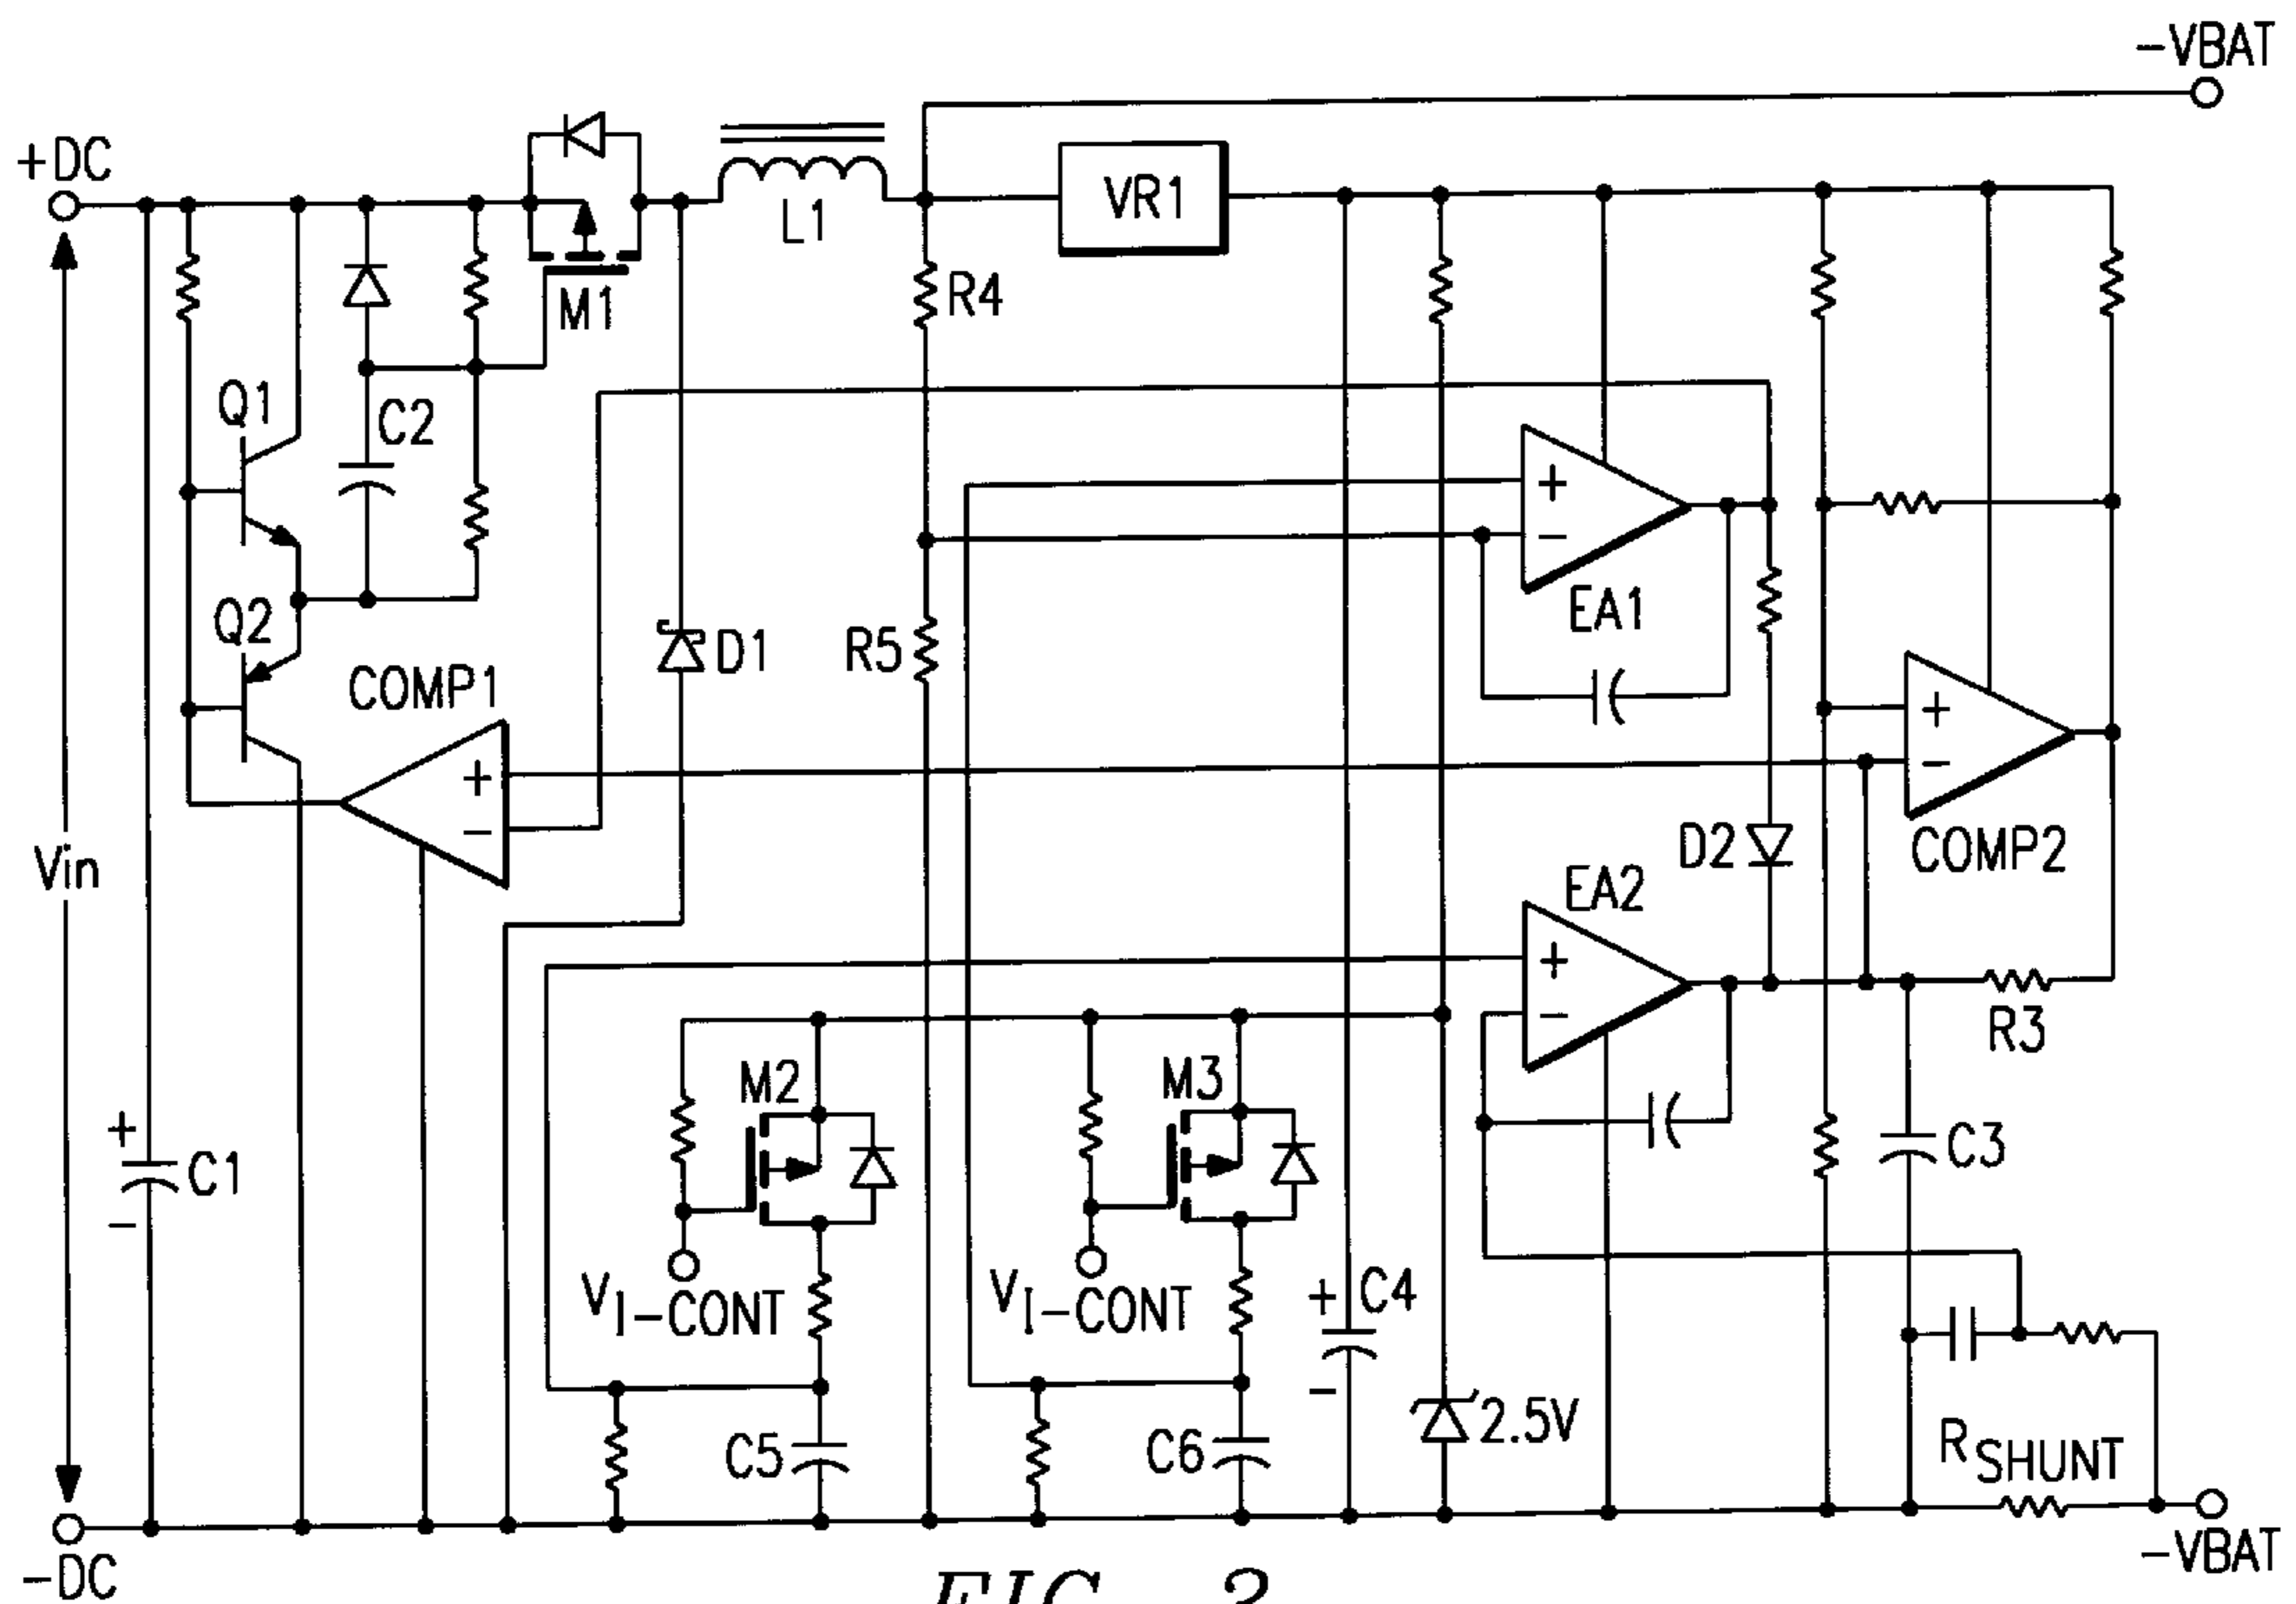 -VBAT
+DC
VR1
L1
R4
M1
Q1
C2
+
-
EA1
Q2
R5
D1
COMP1
+
-
+
-
COMP2
D2
Vin
EA2
+
-
R3
M2
M3
C3
+
C1
-
VI-CONT
VI-CONT
+
C4
-
2.5V
C5
C6
RSHUNT
-DC
-VBAT